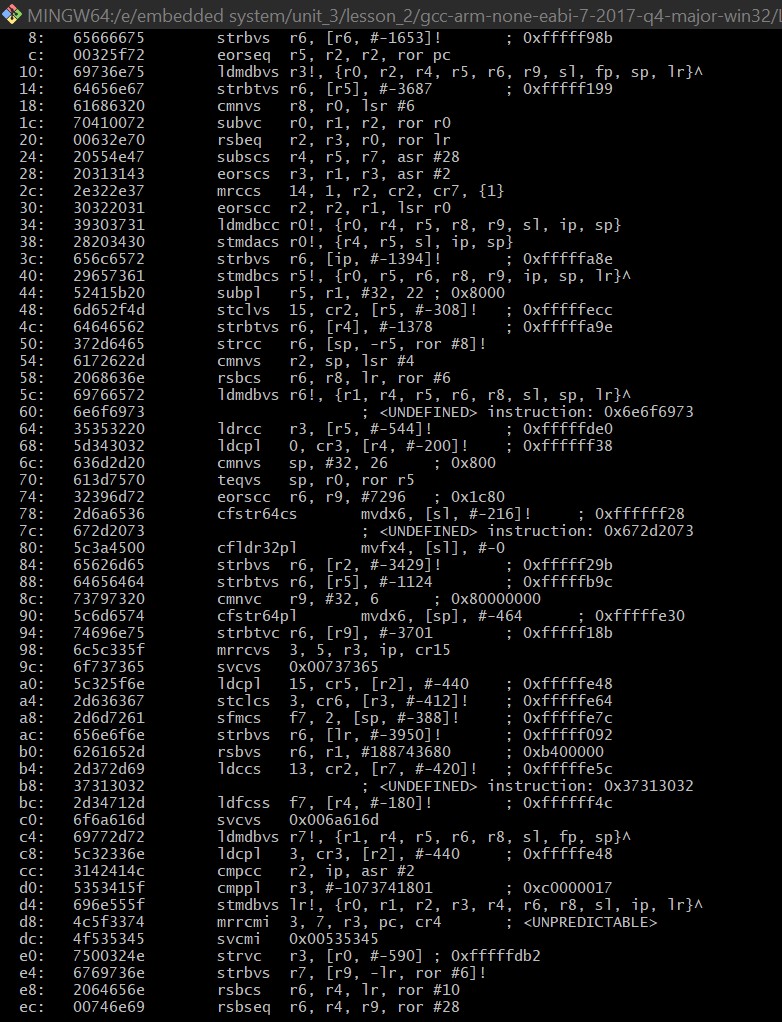 MINGW64:/e/embedded system/unit_3/lesson_2/gcc-arm-none-eabi-7-2017-q4-major-win32/
8: 65666675 strbvs r6, [r6, #-1653]! ; 0xfffff98b
c: 00325f72 eorseq r5, r2, r2, ror pc
10: 69736e75 ldmdbvs r3!, {r0, r2, r4, r5, r6, r9, sl, fp, sp, lr}^
14: 64656e67 strbtvs r6, [r5], #-3687 ; 0xfffff199
18: 61686320 cmnvs r8, r0, lsr #6
1c: 70410072 subvc r0, r1, r2, ror r0
20: 00632e70 rsbeq r2, r3, r0, ror lr
24: 20554e47 subscs r4, r5, r7, asr #28
28: 20313143 eorscs r3, r1, r3, asr #2
2c: 2e322e37 mrccs 14, 1, r2, cr2, cr7, {1}
30: 30322031 eorscc r2, r2, r1, lsr r0
34: 39303731 ldmdbcc r0!, {r0, r4, r5, r8, r9, sl, ip, sp}
38: 28203430 stmdacs r0!, {r4, r5, sl, ip, sp}
3c: 656c6572 strbvs r6, [ip, #-1394]! ; 0xfffffa8e
40: 29657361 stmdbcs r5!, {r0, r5, r6, r8, r9, ip, sp, lr}^
44: 52415b20 subpl r5, r1, #32, 22 ; 0x8000
48: 6d652f4d stclvs 15, cr2, [r5, #-308]! ; 0xfffffecc
4c: 64646562 strbtvs r6, [r4], #-1378 ; 0xfffffa9e
50: 372d6465 strcc r6, [sp, -r5, ror #8]!
54: 6172622d cmnvs r2, sp, lsr #4
58: 2068636e rsbcs r6, r8, lr, ror #6
5c: 69766572 ldmdbvs r6!, {r1, r4, r5, r6, r8, sl, sp, lr}^
60: 6e6f6973 ; <UNDEFINED> instruction: 0x6e6f6973
64: 35353220 ldrcc r3, [r5, #-544]! ; 0xfffffde0
68: 5d343032 ldcpl 0, cr3, [r4, #-200]! ; 0xffffff38
6c: 636d2d20 cmnvs sp, #32, 26 ; 0x800
70: 613d7570 teqvs sp, r0, ror r5
74: 32396d72 eorscc r6, r9, #7296 ; 0x1c80
78: 2d6a6536 cfstr64cs mvdx6, [sl, #-216]! ; 0xffffff28
7c: 672d2073 ; <UNDEFINED> instruction: 0x672d2073
80: 5c3a4500 cfldr32pl mvfx4, [sl], #-0
84: 65626d65 strbvs r6, [r2, #-3429]! ; 0xfffff29b
88: 64656464 strbtvs r6, [r5], #-1124 ; 0xfffffb9c
8c: 73797320 cmnvc r9, #32, 6 ; 0x80000000
90: 5c6d6574 cfstr64pl mvdx6, [sp], #-464 ; 0xfffffe30
94: 74696e75 strbtvc r6, [r9], #-3701 ; 0xfffff18b
98: 6c5c335f mrrcvs 3, 5, r3, ip, cr15
9c: 6f737365 svcvs 0x00737365
a0: 5c325f6e ldcpl 15, cr5, [r2], #-440 ; 0xfffffe48
a4: 2d636367 stclcs 3, cr6, [r3, #-412]! ; 0xfffffe64
a8: 2d6d7261 sfmcs f7, 2, [sp, #-388]! ; 0xfffffe7c
ac: 656e6f6e strbvs r6, [lr, #-3950]! ; 0xfffff092
b0: 6261652d rsbvs r6, r1, #188743680 ; 0xb400000
b4: 2d372d69 ldccs 13, cr2, [r7, #-420]! ; 0xfffffe5c
b8: 37313032 ; <UNDEFINED> instruction: 0x37313032
bc: 2d34712d ldfcss f7, [r4, #-180]! ; 0xffffff4c
c0: 6f6a616d svcvs 0x006a616d
c4: 69772d72 ldmdbvs r7!, {r1, r4, r5, r6, r8, sl, fp, sp}^
c8: 5c32336e ldcpl 3, cr3, [r2], #-440 ; 0xfffffe48
cc: 3142414c cmpcc r2, ip, asr #2
d0: 5353415f cmppl r3, #-1073741801 ; 0xc0000017
d4: 696e555f stmdbvs lr!, {r0, r1, r2, r3, r4, r6, r8, sl, ip, lr}^
d8: 4c5f3374 mrrcmi 3, 7, r3, pc, cr4 ; <UNPREDICTABLE>
dc: 4f535345 svcmi 0x00535345
e0: 7500324e strvc r3, [r0, #-590] ; 0xfffffdb2
e4: 6769736e strbvs r7, [r9, -lr, ror #6]!
e8: 2064656e rsbcs r6, r4, lr, ror #10
ec: 00746e69 rsbseq r6, r4, r9, ror #28